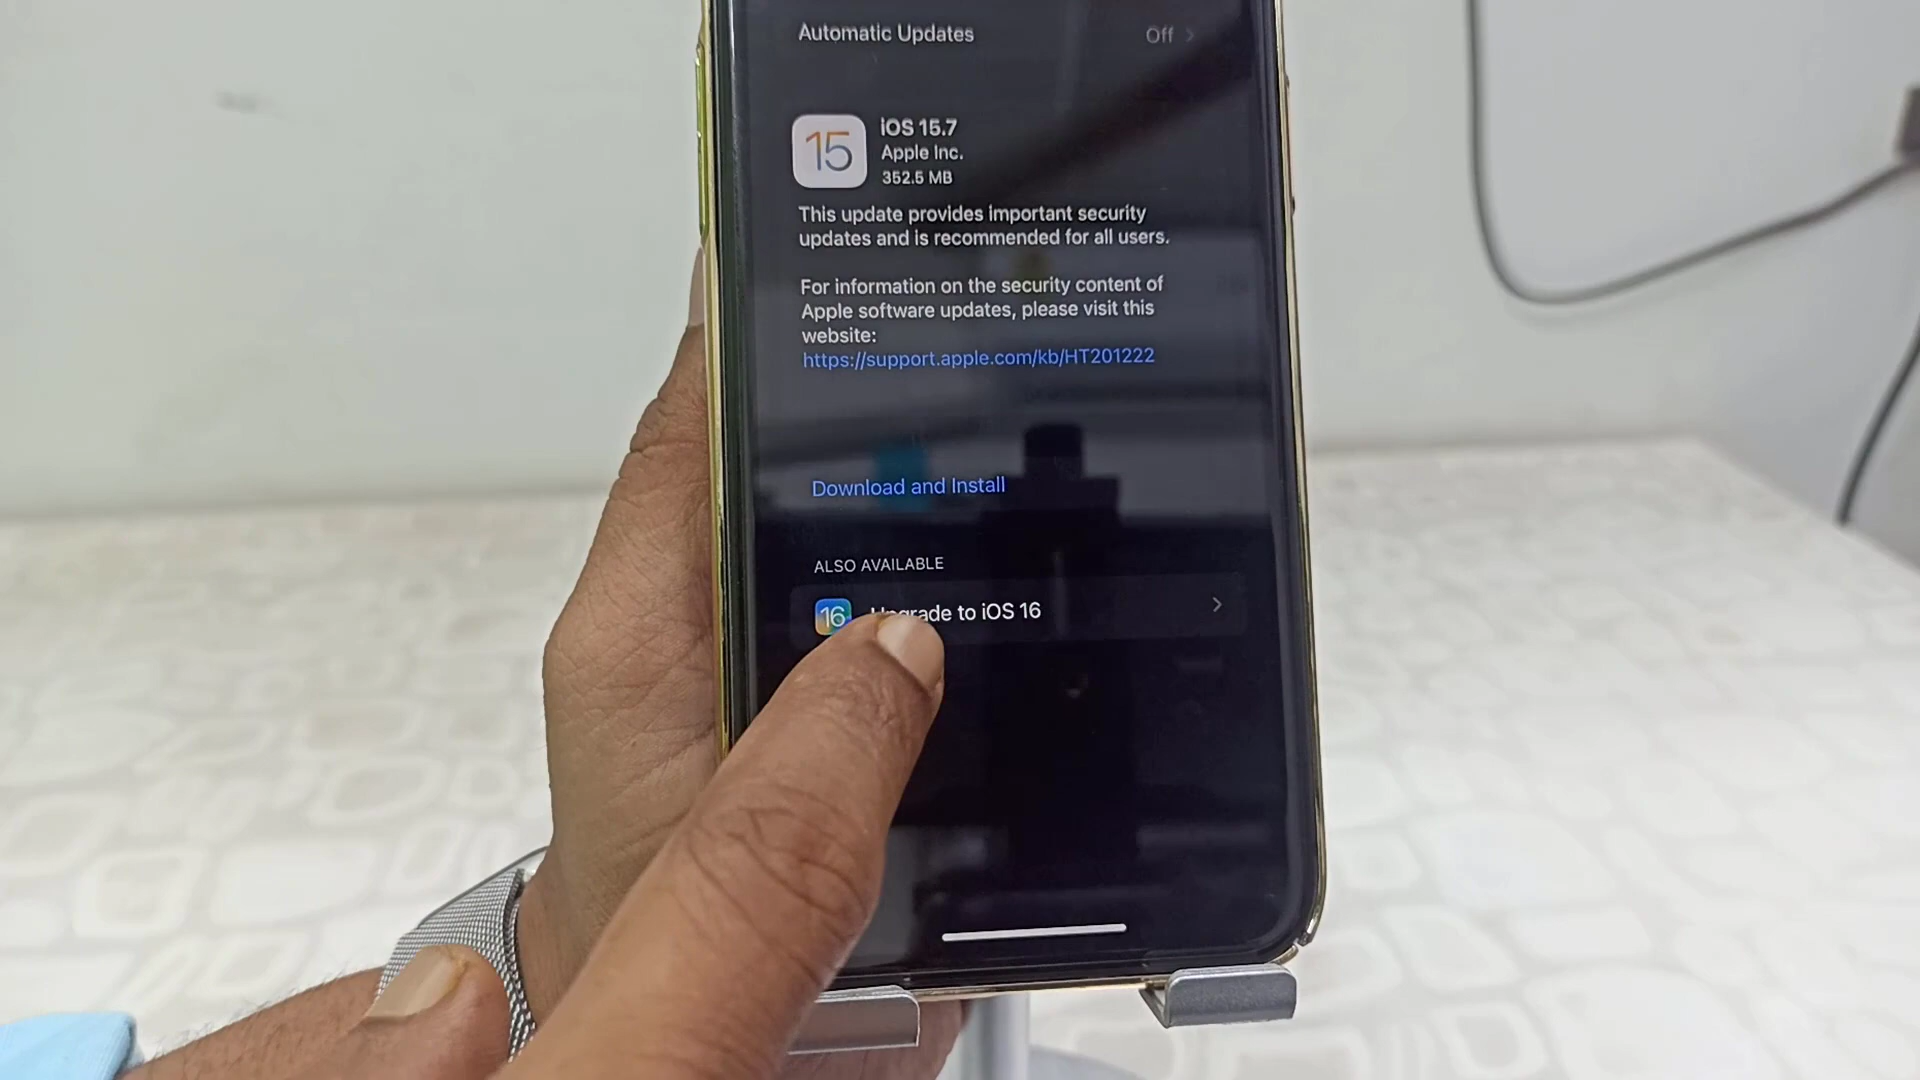 Automatic Updates Off
15
iOS 15.7
Apple Inc.
352.5 MB
This update provides important security
updates and is recommended for all users.
For information on the security content of
Apple software updates, please visit this
website:
https://support.apple.com/kb/HT201222
Download and Install
ALSO AVAILABLE
16 Upgrade to iOS 16